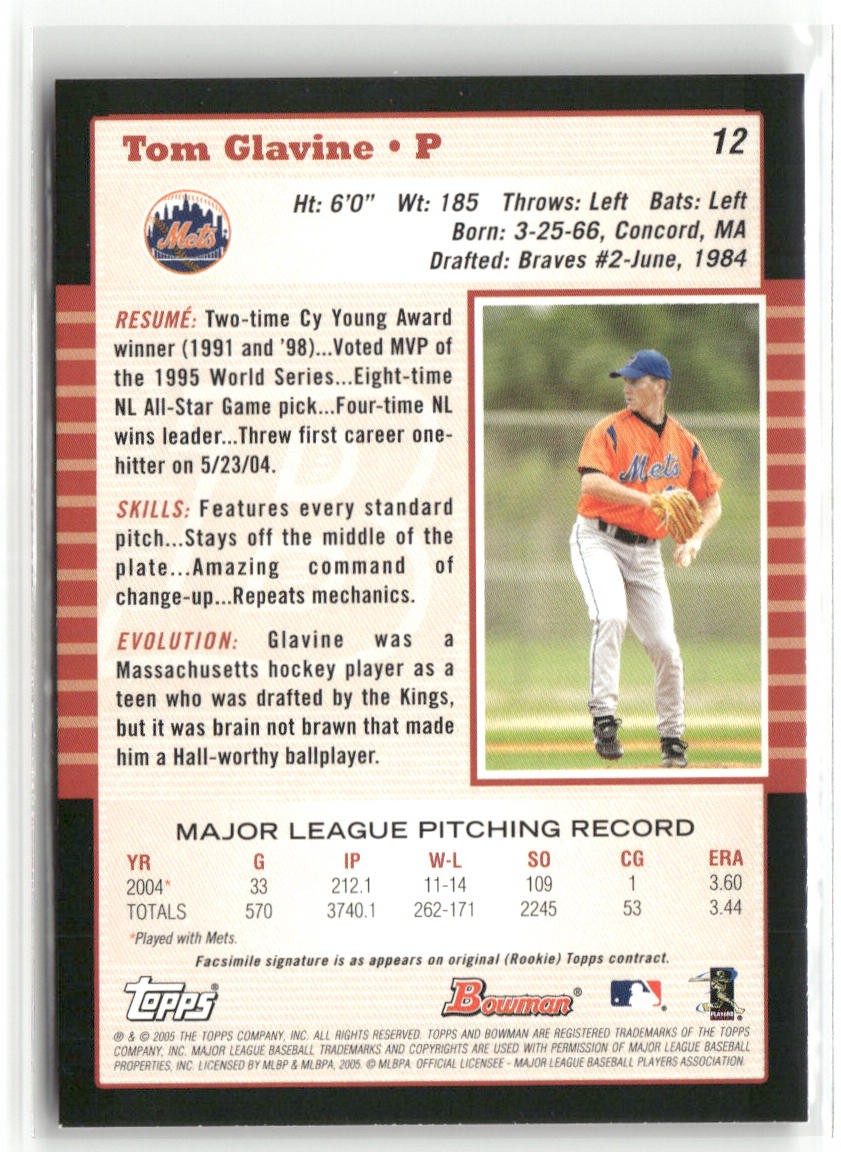 Tom Glavine • P
12
Mets
Ht: 6'0" Wt: 185 Throws: Left Bats: Left
Born: 3-25-66, Concord, MA
Drafted: Braves #2-June, 1984
RESUMÉ: Two-time Cy Young Award
winner (1991 and '98)...Voted MVP of
the 1995 World Series...Eight-time
NL All-Star Game pick...Four-time NL
wins leader...Threw first career one-
hitter on 5/23/04.
SKILLS: Features every standard
pitch...Stays off the middle of the
plate...Amazing command of
change-up...Repeats mechanics.
EVOLUTION: Glavine was a
Massachusetts hockey player as a
teen who was drafted by the Kings,
but it was brain not brawn that made
him a Hall-worthy ballplayer.
Mets
MAJOR LEAGUE PITCHING RECORD
YR G IP W-L SO CG ERA
2004* 33 212.1 11-14 109 1 3.60
TOTALS 570 3740.1 262-171 2245 53 3.44
*Played with Mets.
Facsimile signature is as appears on original (Rookie) Topps contract.
Topps® Bowman® ® PLAYERS ®
® & © 2005 THE TOPPS COMPANY, INC. ALL RIGHTS RESERVED. TOPPS AND BOWMAN ARE REGISTERED TRADEMARKS OF THE TOPPS
COMPANY, INC. MAJOR LEAGUE BASEBALL TRADEMARKS AND COPYRIGHTS ARE USED WITH PERMISSION OF MAJOR LEAGUE BASEBALL
PROPERTIES, INC. LICENSED BY MLBP & MLBPA, 2005. © MLBPA. OFFICIAL LICENSEE - MAJOR LEAGUE BASEBALL PLAYERS ASSOCIATION.